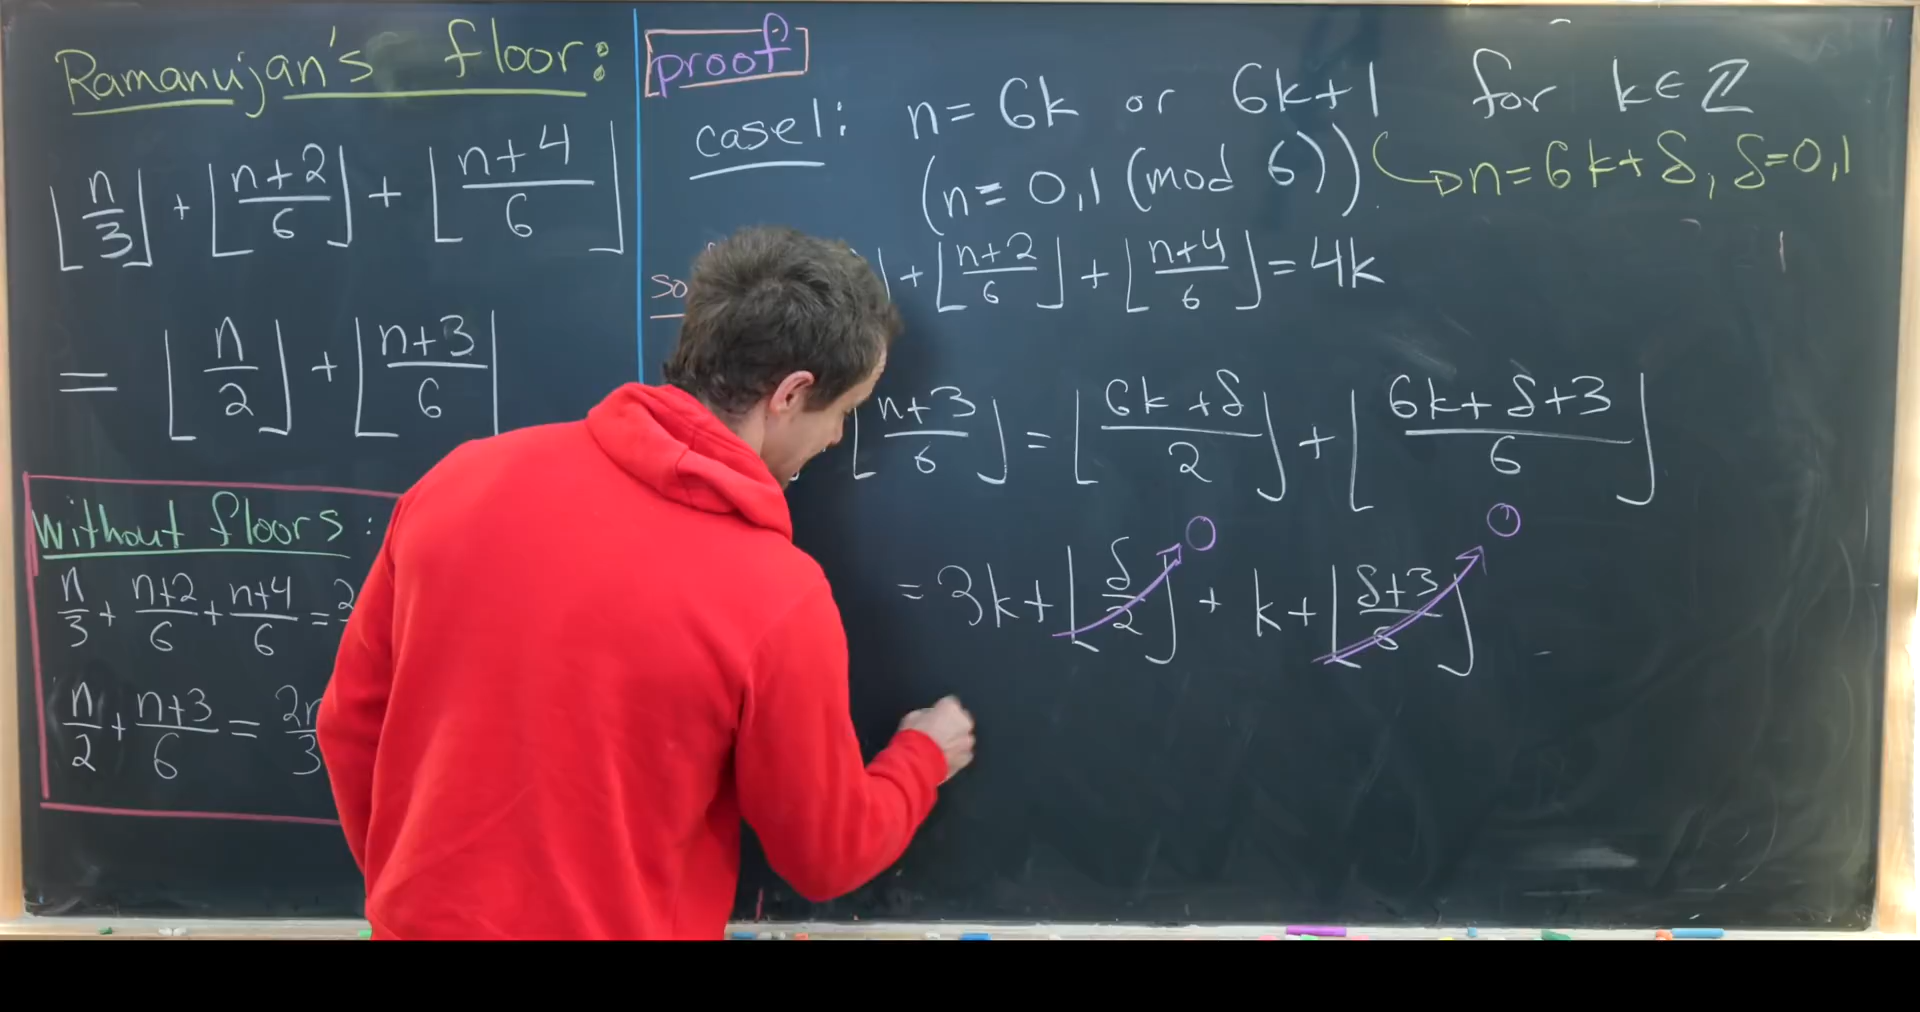 Ramanujan's floor:
⌊n/3⌋ + ⌊(n+2)/6⌋ + ⌊(n+4)/6⌋
= ⌊n/2⌋ + ⌊(n+3)/6⌋
Without floors:
n/3 + (n+2)/6 + (n+4)/6 = 2
n/2 + (n+3)/6 = 2n/3
proof
case 1: n = 6k or 6k+1 for k ∈ ℤ
(n = 0,1 (mod 6)) → n = 6k + δ, δ = 0,1
so ⌋ + ⌊(n+2)/6⌋ + ⌊(n+4)/6⌋ = 4k
⌊(n+3)/6⌋ = ⌊(6k+δ)/2⌋ + ⌊(6k+δ+3)/6⌋
= 3k + ⌊δ/2⌋ 0 + k + ⌊(δ+3)/6⌋ 0